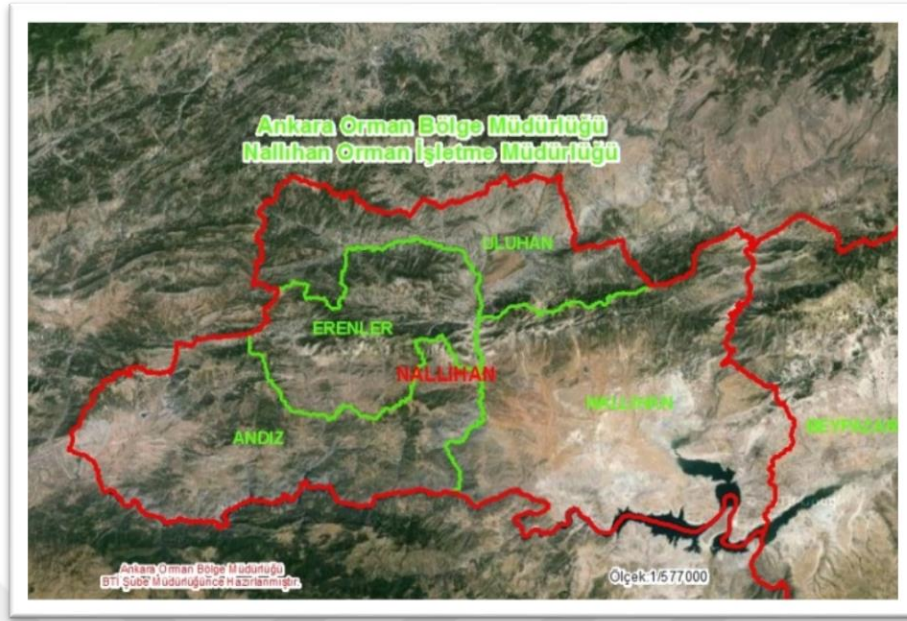 Ankara Orman Bölge Müdürlüğü
Nallıhan Orman İşletme Müdürlüğü
ULUHAN
ERENLER
NALLIHAN
NALLIHAN
ANDIZ
BEYPAZARI
Ankara Orman Bölge Müdürlüğü
BTİ Şube Müdürlüğünce Hazırlanmıştır.
Ölçek:1/577000